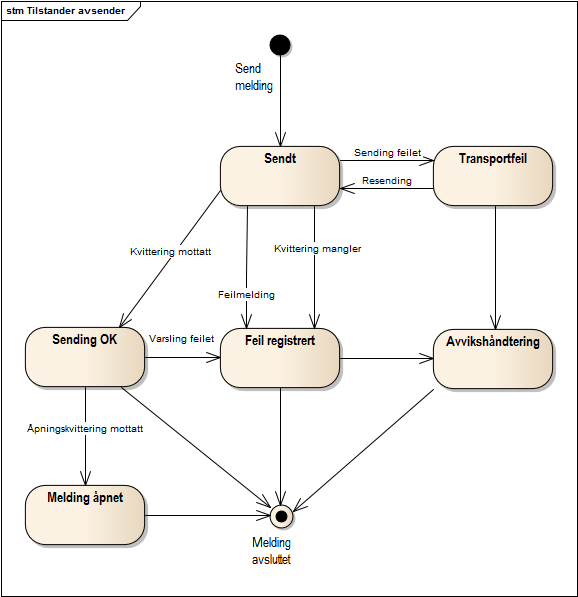 stm Tilstander avsender
Send
melding
Sendt
Sending feilet
Transportfeil
Resending
Kvittering mottatt
Kvittering mangler
Feilmelding
Sending OK
Varsling feilet
Feil registrert
Avvikshåndtering
Åpningskvittering mottatt
Melding åpnet
Melding
avsluttet